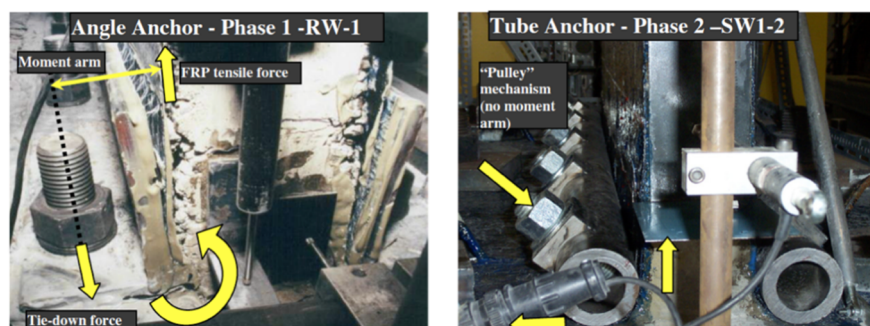 Angle Anchor - Phase 1 -RW-1
Moment arm
FRP tensile force
Tie-down force
Tube Anchor - Phase 2 –SW1-2
“Pulley”
mechanism
(no moment
arm)